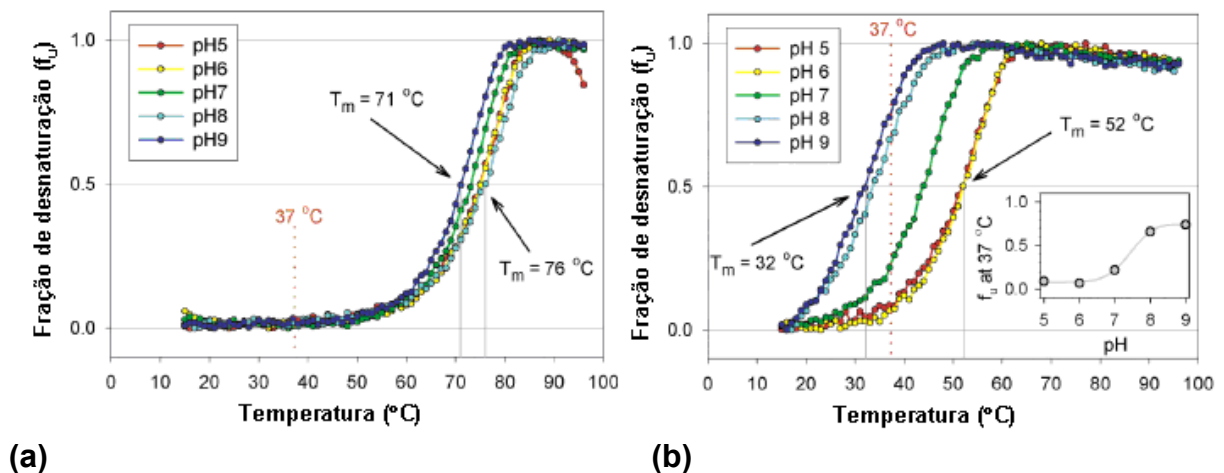 Fração de desnaturação (fᵤ)
1.0
0.5
0.0
pH5
pH6
pH7
pH8
pH9
Tₘ = 71 °C
37 °C
Tₘ = 76 °C
0 10 20 30 40 50 60 70 80 90 100
Temperatura (°C)
(a)
Fração de desnaturação (fᵤ)
1.0
0.5
0.0
37 °C
pH 5
pH 6
pH 7
pH 8
pH 9
Tₘ = 52 °C
Tₘ = 32 °C
fᵤ at 37 °C
1.0
0.5
0.0
5 6 7 8 9
pH
0 10 20 30 40 50 60 70 80 90 100
Temperatura (°C)
(b)